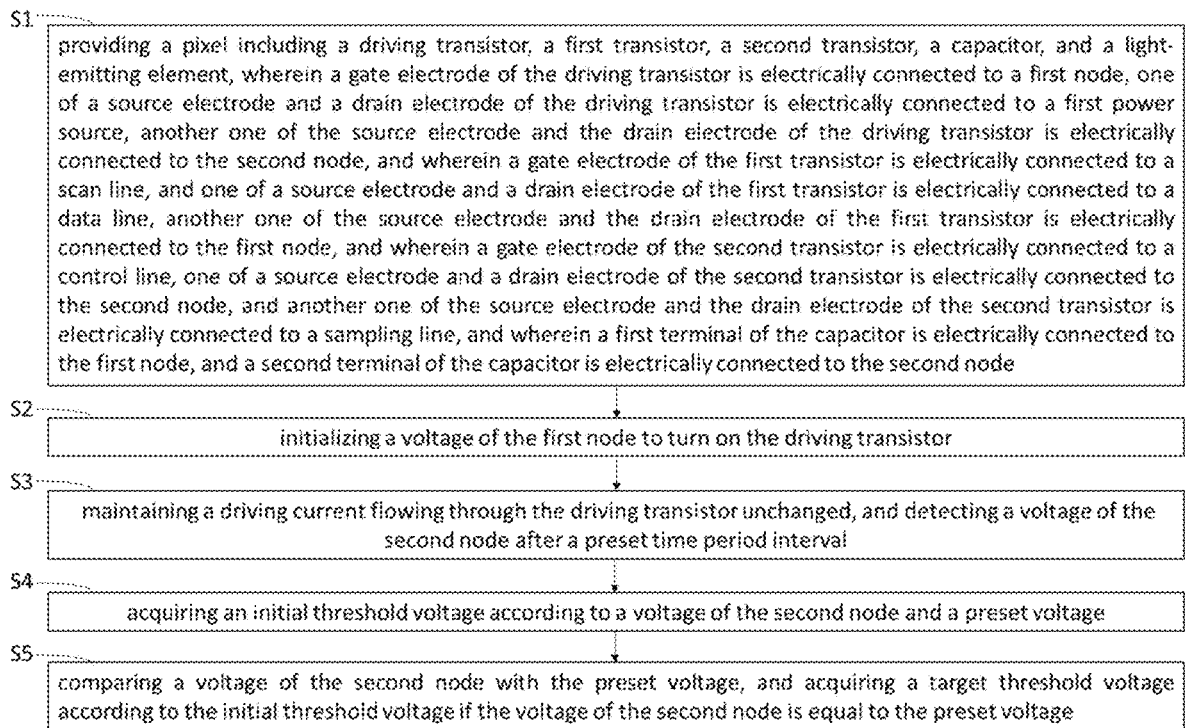 S1
providing a pixel including a driving transistor, a first transistor, a second transistor, a capacitor, and a light-
emitting element, wherein a gate electrode of the driving transistor is electrically connected to a first node, one
of a source electrode and a drain electrode of the driving transistor is electrically connected to a first power
source, another one of the source electrode and the drain electrode of the driving transistor is electrically
connected to the second node, and wherein a gate electrode of the first transistor is electrically connected to a
scan line, and one of a source electrode and a drain electrode of the first transistor is electrically connected to a
data line, another one of the source electrode and the drain electrode of the first transistor is electrically
connected to the first node, and wherein a gate electrode of the second transistor is electrically connected to a
control line, one of a source electrode and a drain electrode of the second transistor is electrically connected to
the second node, and another one of the source electrode and the drain electrode of the second transistor is
electrically connected to a sampling line, and wherein a first terminal of the capacitor is electrically connected to
the first node, and a second terminal of the capacitor is electrically connected to the second node
S2
initializing a voltage of the first node to turn on the driving transistor
S3
maintaining a driving current flowing through the driving transistor unchanged, and detecting a voltage of the
second node after a preset time period interval
S4
acquiring an initial threshold voltage according to a voltage of the second node and a preset voltage
S5
comparing a voltage of the second node with the preset voltage, and acquiring a target threshold voltage
according to the initial threshold voltage if the voltage of the second node is equal to the preset voltage